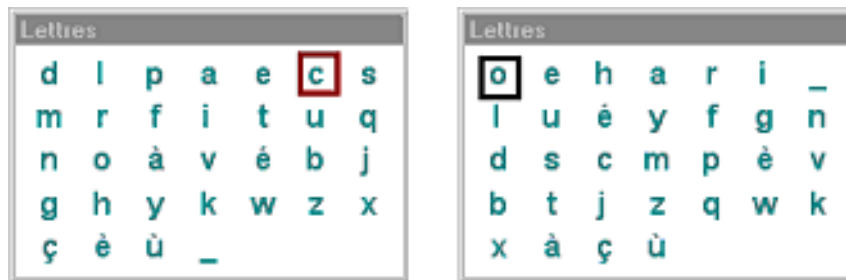 Lettres
d l p a e c s
m r f i t u q
n o à v é b j
g h y k w z x
ç è ù _
Lettres
o e h a r i _
l u é y f g n
d s c m p è v
b t j z q w k
x à ç ù